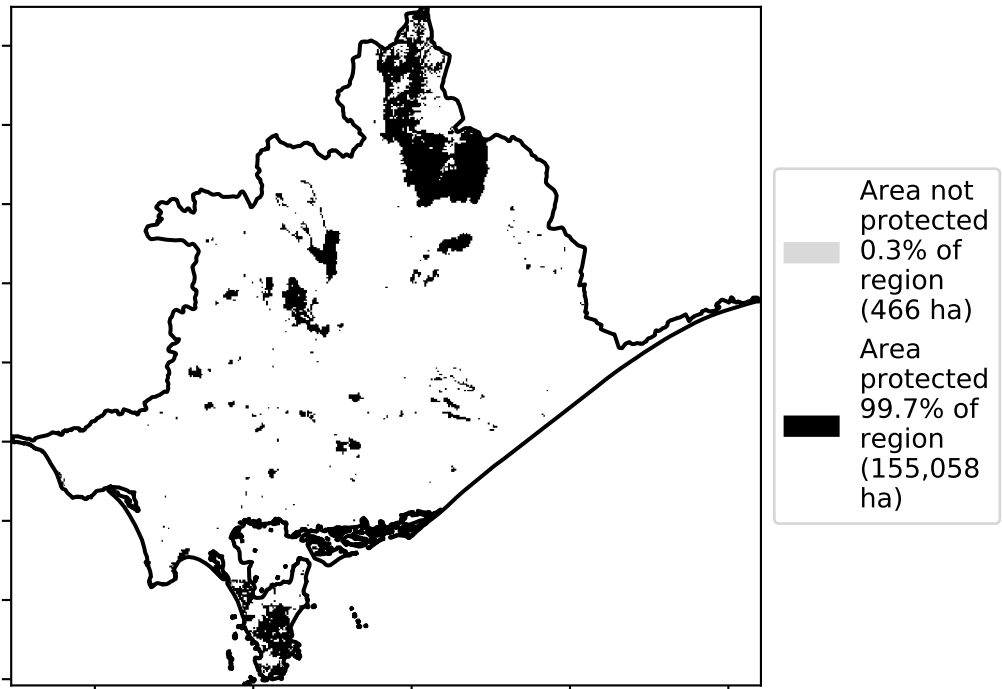 Area not
protected
0.3% of
region
(466 ha)
Area
protected
99.7% of
region
(155,058
ha)